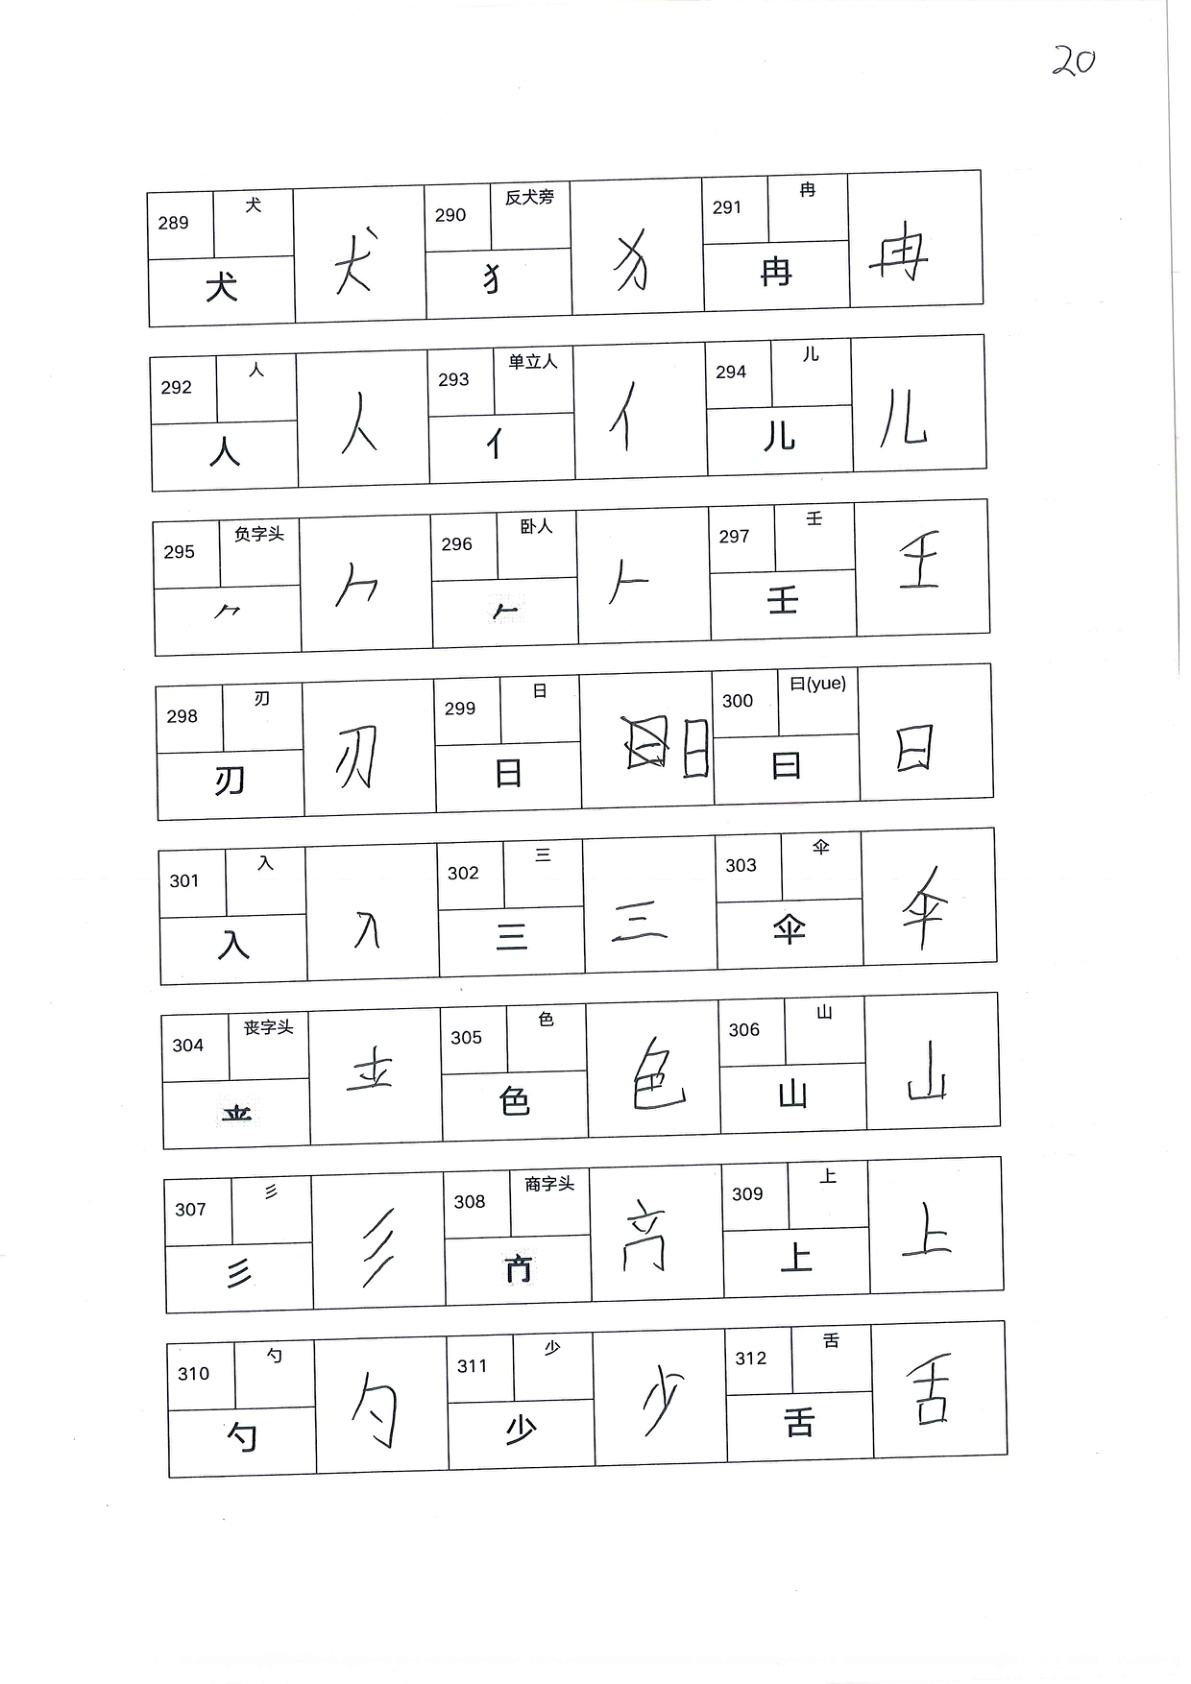 20
289 犬 犬 犬 290 反犬旁 犭 犭 291 冉 冉 冉
292 人 人 人 293 单立人 亻 亻 294 儿 儿 儿
295 负字头 ⺈ ⺈ 296 卧人 𠂉 𠂉 297 壬 壬 壬
298 刃 刃 刃 299 日 日 日 300 曰(yue) 曰 曰
301 入 入 入 302 三 三 三 303 伞 伞 伞
304 丧字头 305 色 色 色 306 山 山 山
307 彡 彡 彡 308 商字头 309 上 上 上
310 勺 勺 勺 311 少 少 少 312 舌 舌 舌